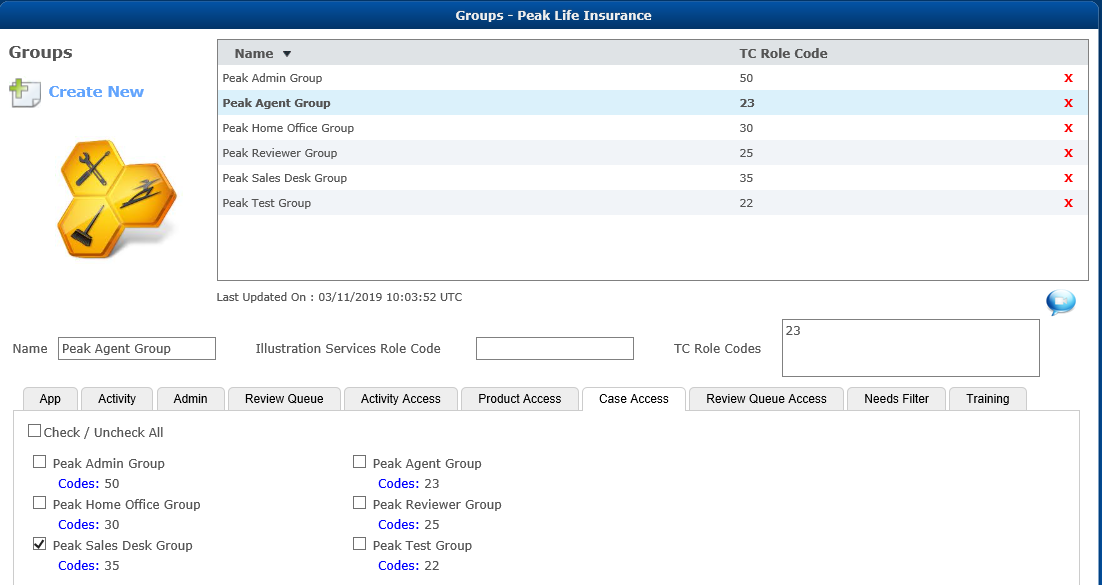 Groups - Peak Life Insurance
Groups
Create New
Name ▼ TC Role Code
Peak Admin Group 50 X
Peak Agent Group 23 X
Peak Home Office Group 30 X
Peak Reviewer Group 25 X
Peak Sales Desk Group 35 X
Peak Test Group 22 X
Last Updated On : 03/11/2019 10:03:52 UTC
Name Peak Agent Group Illustration Services Role Code TC Role Codes 23
App Activity Admin Review Queue Activity Access Product Access Case Access Review Queue Access Needs Filter Training
Check / Uncheck All
Peak Admin Group Peak Agent Group
Codes: 50 Codes: 23
Peak Home Office Group Peak Reviewer Group
Codes: 30 Codes: 25
Peak Sales Desk Group Peak Test Group
Codes: 35 Codes: 22